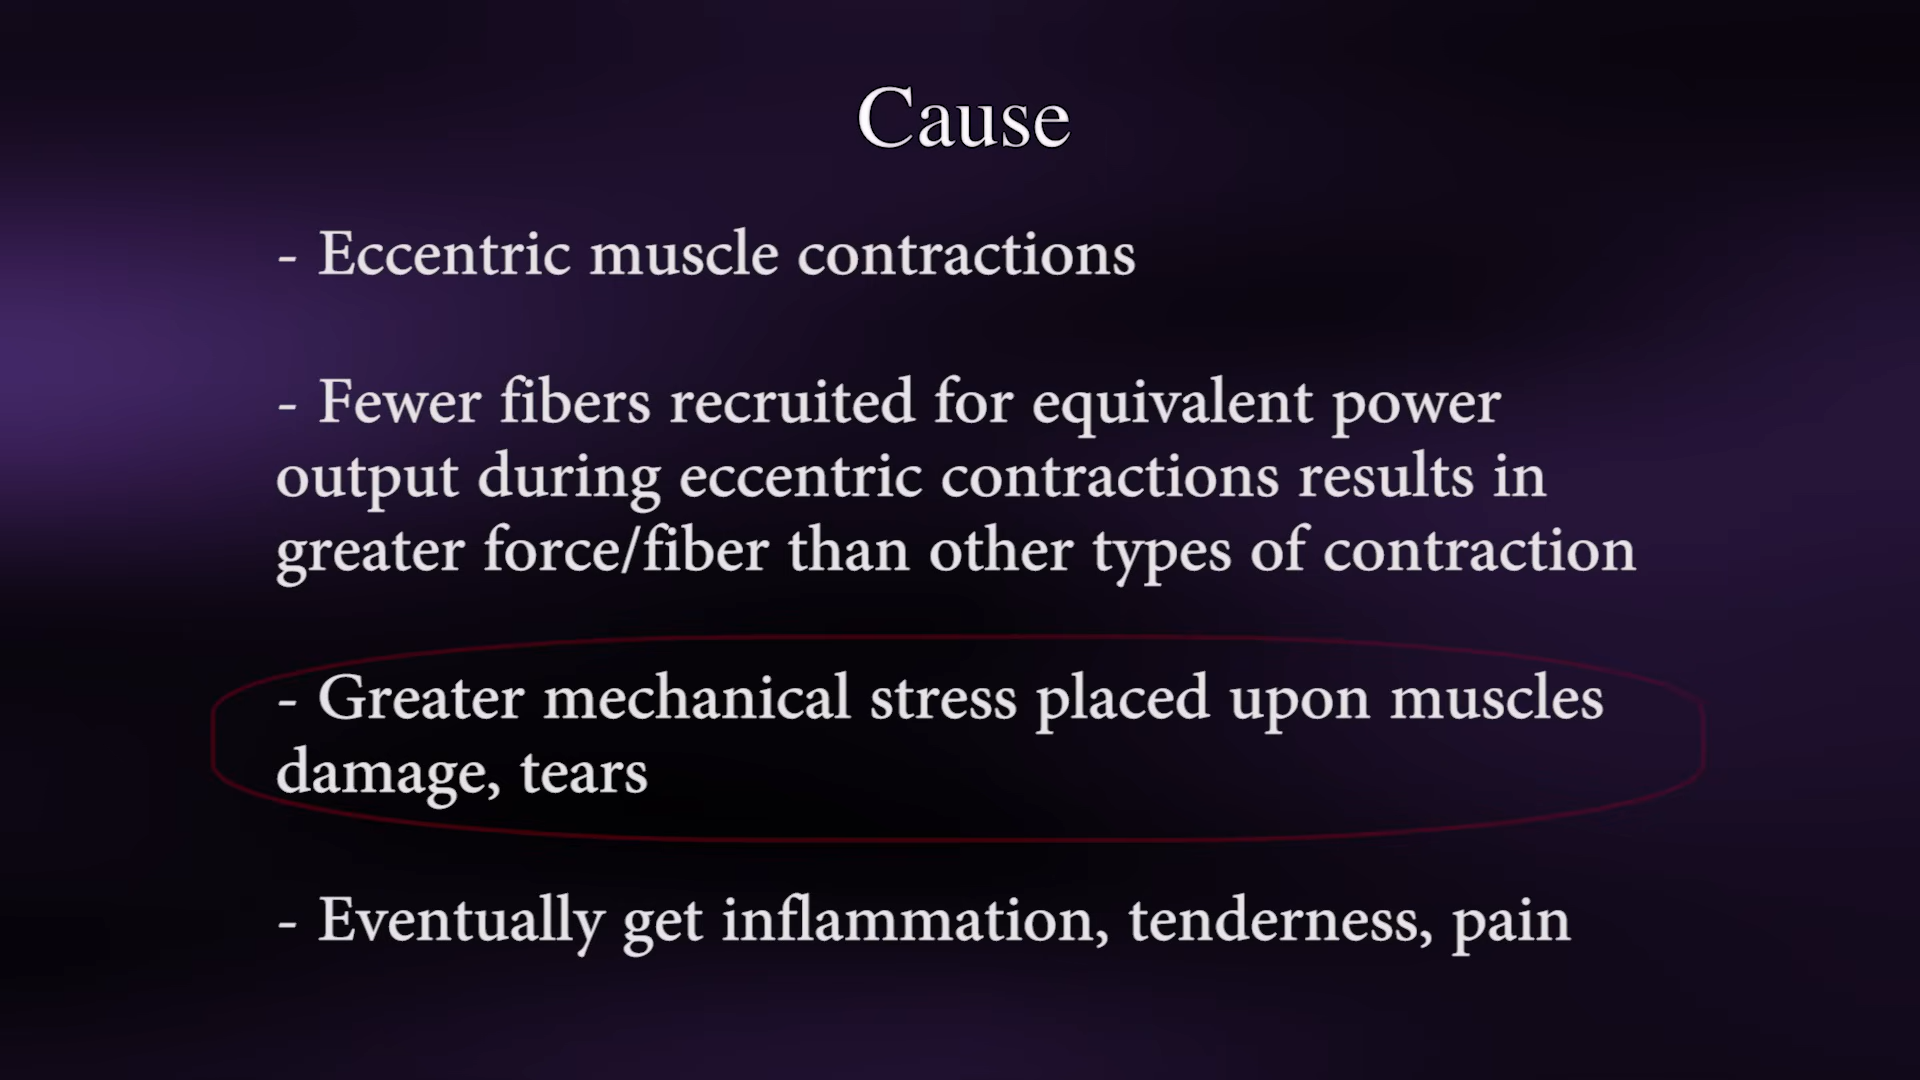 Cause
- Eccentric muscle contractions
- Fewer fibers recruited for equivalent power
output during eccentric contractions results in
greater force/fiber than other types of contraction
- Greater mechanical stress placed upon muscles
damage, tears
- Eventually get inflammation, tenderness, pain